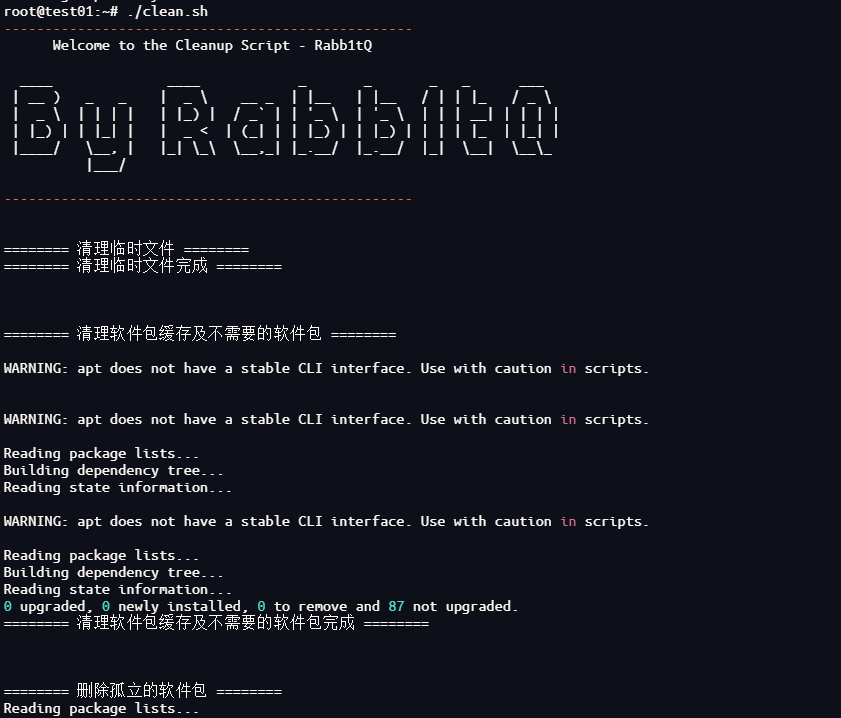 root@test01:~# ./clean.sh
--------------------------------------------------
Welcome to the Cleanup Script - Rabb1tQ
By Rabb1tQ
--------------------------------------------------
======== 清理临时文件 ========
======== 清理临时文件完成 ========
======== 清理软件包缓存及不需要的软件包 ========
WARNING: apt does not have a stable CLI interface. Use with caution in scripts.
WARNING: apt does not have a stable CLI interface. Use with caution in scripts.
Reading package lists...
Building dependency tree...
Reading state information...
WARNING: apt does not have a stable CLI interface. Use with caution in scripts.
Reading package lists...
Building dependency tree...
Reading state information...
0 upgraded, 0 newly installed, 0 to remove and 87 not upgraded.
======== 清理软件包缓存及不需要的软件包完成 ========
======== 删除孤立的软件包 ========
Reading package lists...